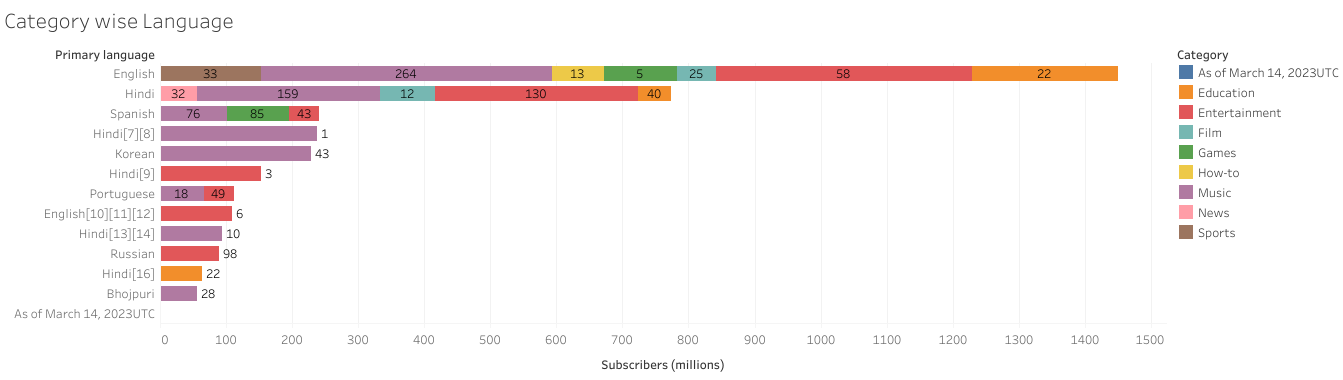 Category wise Language
Primary language
English 33 264 13 5 25 58 22
Hindi 32 159 12 130 40
Spanish 76 85 43
Hindi[7][8] 1
Korean 43
Hindi[9] 3
Portuguese 18 49
English[10][11][12] 6
Hindi[13][14] 10
Russian 98
Hindi[16] 22
Bhojpuri 28
As of March 14, 2023UTC
0 100 200 300 400 500 600 700 800 900 1000 1100 1200 1300 1400 1500
Subscribers (millions)
Category
As of March 14, 2023UTC
Education
Entertainment
Film
Games
How-to
Music
News
Sports